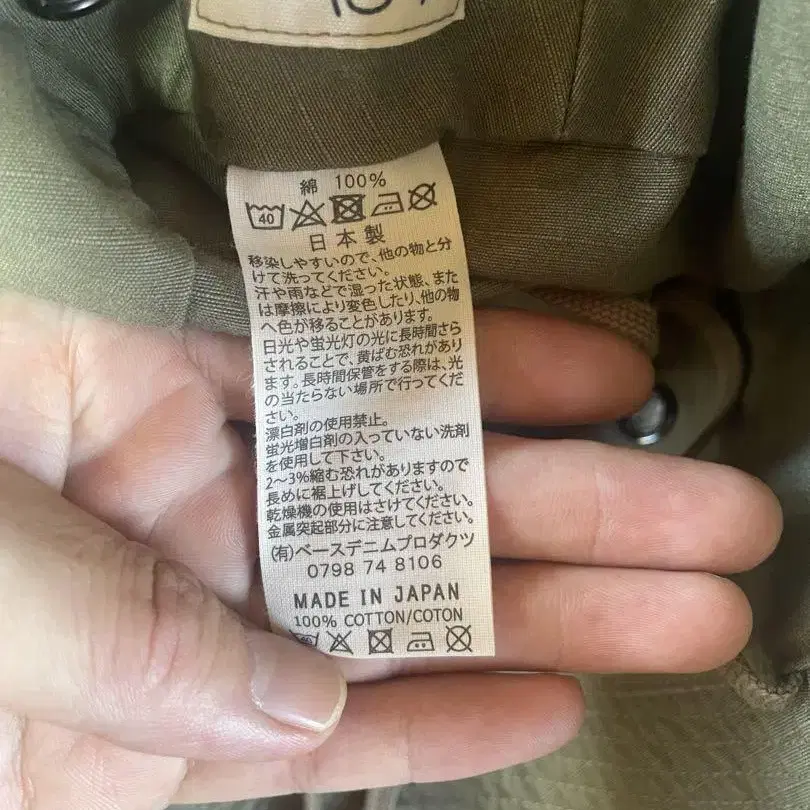 綿 100%
40
日本製
移染しやすいので、他の物と分
けて洗ってください。
汗や雨などで湿った状態、また
は摩擦により変色したり、他の物
へ色が移ることがあります。
日光や蛍光灯の光に長時間さら
されることで、黄ばむ恐れがあり
ます。長時間保管をする際は、光
の当たらない場所で行ってくだ
さい。
漂白剤の使用禁止。
蛍光増白剤の入っていない洗剤
を使用して下さい。
2〜3%縮む恐れがありますので
長めに裾上げしてください。
乾燥機の使用はさけてください。
金属突起部分に注意してください。
(有)ベースデニムプロダクツ
0798 74 8106
MADE IN JAPAN
100% COTTON/COTON